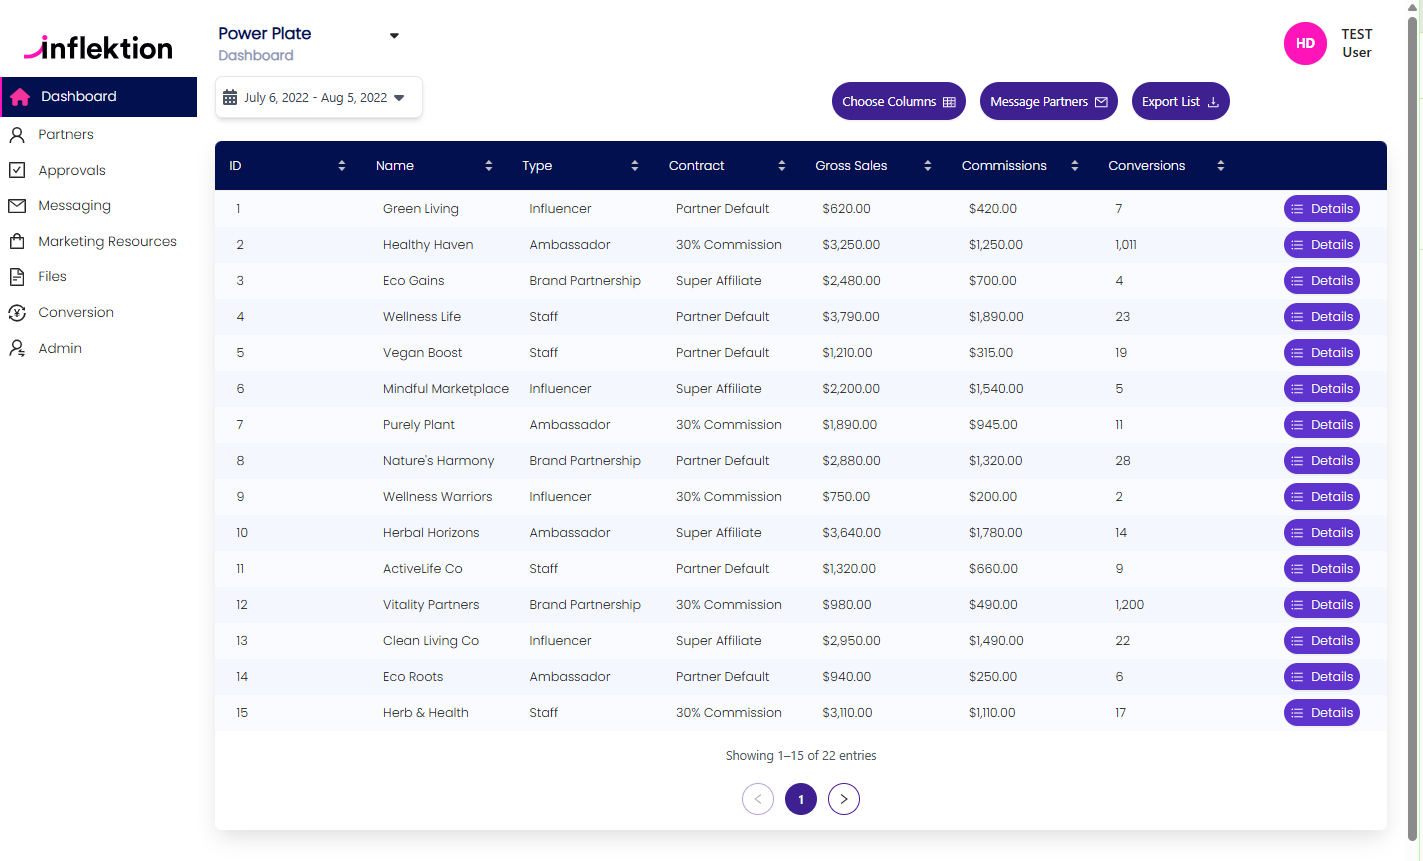 inflektion
Power Plate
Dashboard
HD
TEST
User
Dashboard
Partners
Approvals
Messaging
Marketing Resources
Files
Conversion
Admin
July 6, 2022 - Aug 5, 2022
Choose Columns
Message Partners
Export List
ID Name Type Contract Gross Sales Commissions Conversions
1 Green Living Influencer Partner Default $620.00 $420.00 7 Details
2 Healthy Haven Ambassador 30% Commission $3,250.00 $1,250.00 1,011 Details
3 Eco Gains Brand Partnership Super Affiliate $2,480.00 $700.00 4 Details
4 Wellness Life Staff Partner Default $3,790.00 $1,890.00 23 Details
5 Vegan Boost Staff Partner Default $1,210.00 $315.00 19 Details
6 Mindful Marketplace Influencer Super Affiliate $2,200.00 $1,540.00 5 Details
7 Purely Plant Ambassador 30% Commission $1,890.00 $945.00 11 Details
8 Nature's Harmony Brand Partnership Partner Default $2,880.00 $1,320.00 28 Details
9 Wellness Warriors Influencer 30% Commission $750.00 $200.00 2 Details
10 Herbal Horizons Ambassador Super Affiliate $3,640.00 $1,780.00 14 Details
11 ActiveLife Co Staff Partner Default $1,320.00 $660.00 9 Details
12 Vitality Partners Brand Partnership 30% Commission $980.00 $490.00 1,200 Details
13 Clean Living Co Influencer Super Affiliate $2,950.00 $1,490.00 22 Details
14 Eco Roots Ambassador Partner Default $940.00 $250.00 6 Details
15 Herb & Health Staff 30% Commission $3,110.00 $1,110.00 17 Details
Showing 1–15 of 22 entries
1